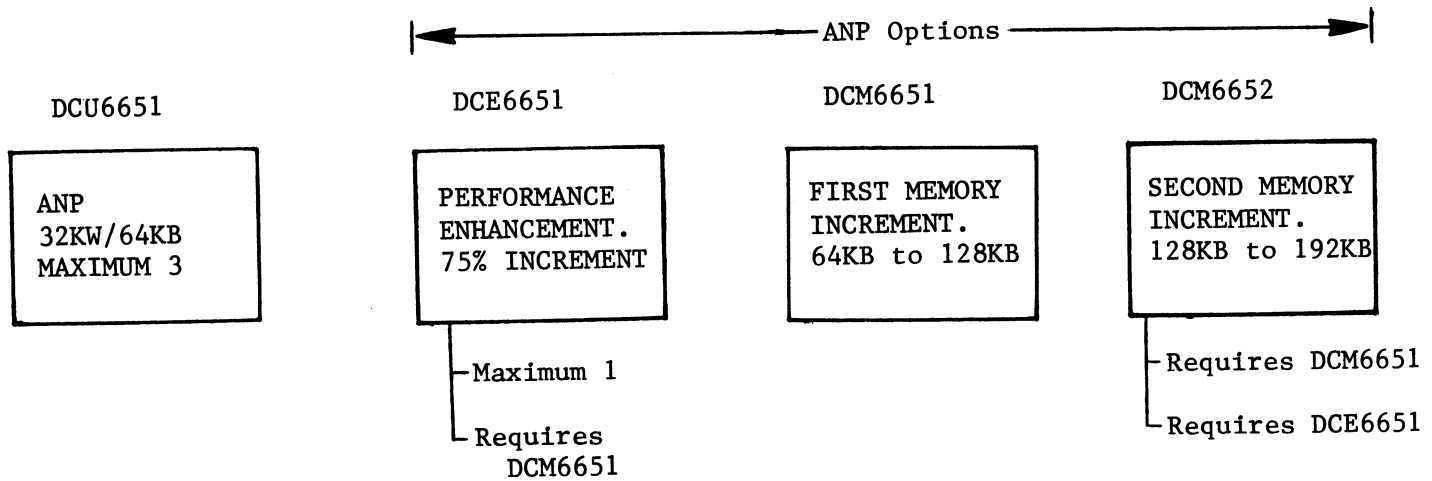 ANP Options
DCU6651
DCE6651
DCM6651
DCM6652
ANP
32KW/64KB
MAXIMUM 3
PERFORMANCE
ENHANCEMENT.
75% INCREMENT
FIRST MEMORY
INCREMENT.
64KB to 128KB
SECOND MEMORY
INCREMENT.
128KB to 192KB
Maximum 1
Requires
DCM6651
Requires DCM6651
Requires DCE6651